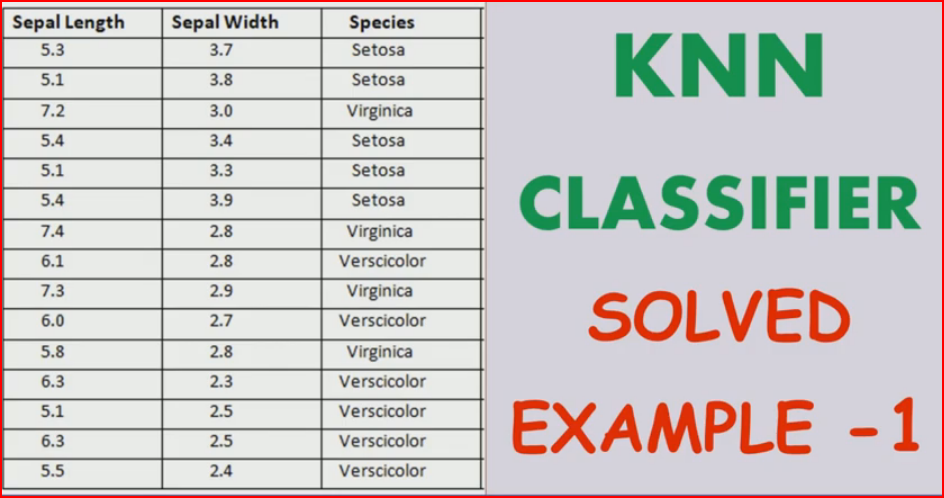 Sepal Length Sepal Width Species
5.3 3.7 Setosa
5.1 3.8 Setosa
7.2 3.0 Virginica
5.4 3.4 Setosa
5.1 3.3 Setosa
5.4 3.9 Setosa
7.4 2.8 Virginica
6.1 2.8 Verscicolor
7.3 2.9 Virginica
6.0 2.7 Verscicolor
5.8 2.8 Virginica
6.3 2.3 Verscicolor
5.1 2.5 Verscicolor
6.3 2.5 Verscicolor
5.5 2.4 Verscicolor
KNN
CLASSIFIER
SOLVED
EXAMPLE -1